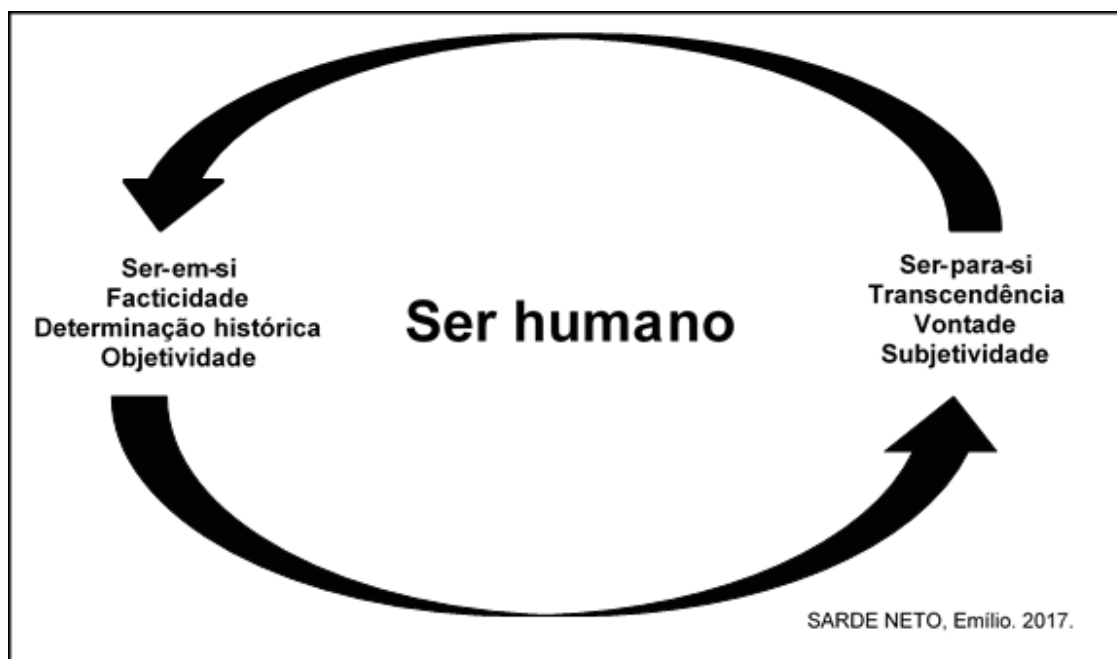 Ser-em-si
Facticidade
Determinação histórica
Objetividade
Ser humano
Ser-para-si
Transcendência
Vontade
Subjetividade
SARDE NETO, Emílio. 2017.